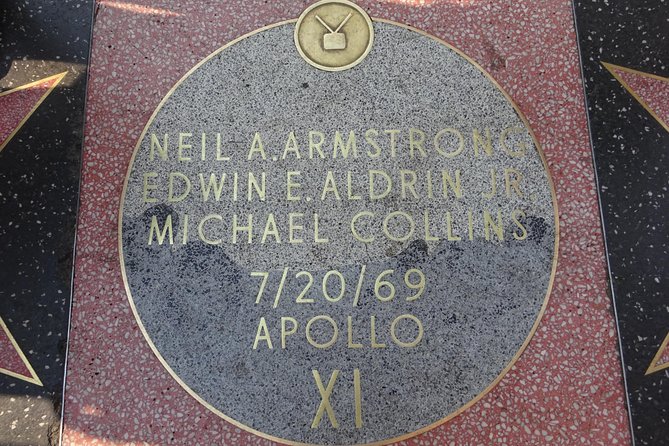 NEIL A. ARMSTRONG
EDWIN E. ALDRIN JR
MICHAEL COLLINS
7/20/69
APOLLO
XI